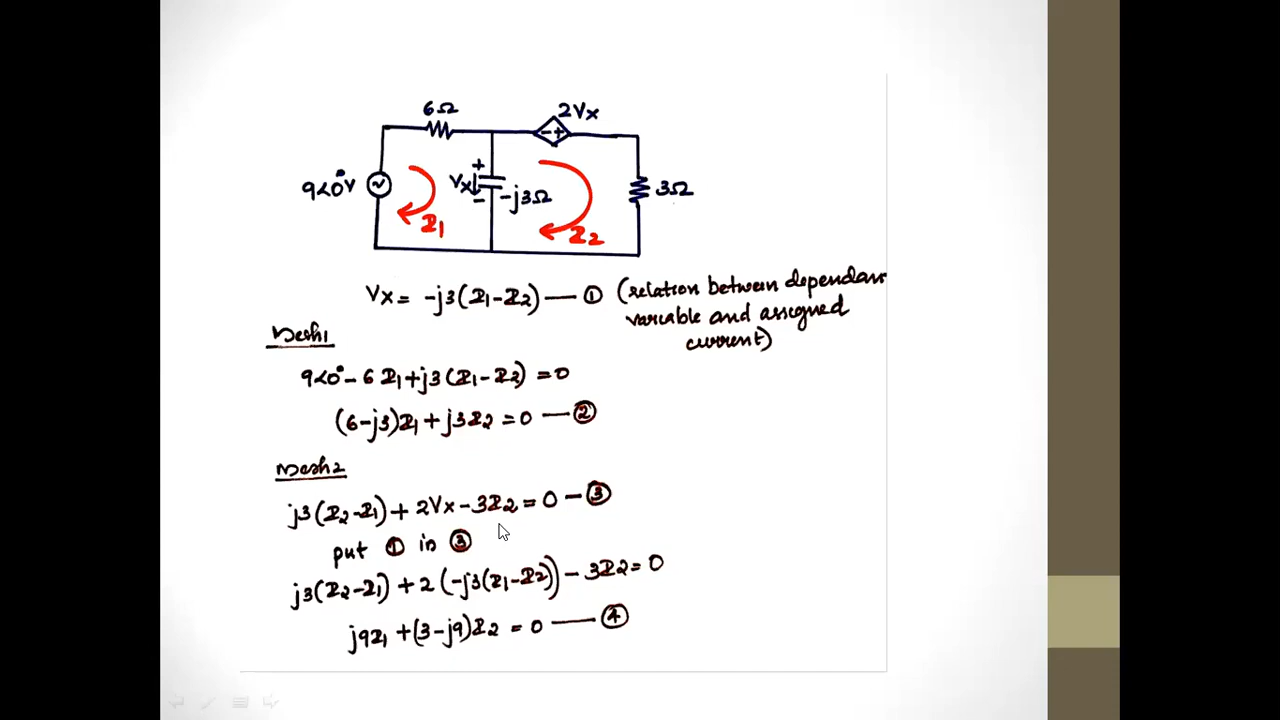 6Ω
2Vx
- +
9∠0° V
+
Vx
-
-j3Ω
3Ω
I1
I2
Vx = -j3(I1-I2) — ① (relation between dependant
variable and assigned
current)
Mesh1
9∠0° - 6I1 + j3(I1-I2) = 0
(6-j3)I1 + j3I2 = 0 — ②
Mesh2
j3(I2-I1) + 2Vx - 3I2 = 0 — ③
put ① in ③
j3(I2-I1) + 2(-j3(I1-I2)) - 3I2 = 0
j9I1 + (3-j9)I2 = 0 — ④